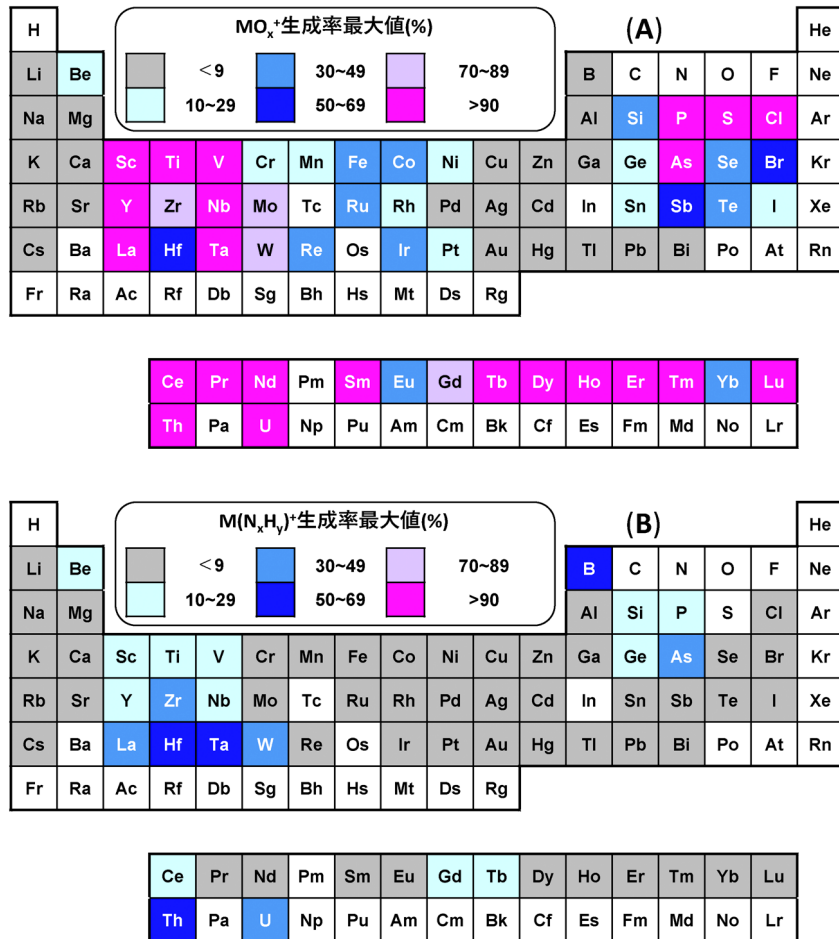 MOₓ⁺生成率最大値(%)
(A)
H He
<9 30~49 70~89
Li Be B C N O F Ne
10~29 50~69 >90
Na Mg Al Si P S Cl Ar
K Ca Sc Ti V Cr Mn Fe Co Ni Cu Zn Ga Ge As Se Br Kr
Rb Sr Y Zr Nb Mo Tc Ru Rh Pd Ag Cd In Sn Sb Te I Xe
Cs Ba La Hf Ta W Re Os Ir Pt Au Hg Tl Pb Bi Po At Rn
Fr Ra Ac Rf Db Sg Bh Hs Mt Ds Rg
Ce Pr Nd Pm Sm Eu Gd Tb Dy Ho Er Tm Yb Lu
Th Pa U Np Pu Am Cm Bk Cf Es Fm Md No Lr
M(NₓHᵧ)⁺生成率最大値(%)
(B)
H He
<9 30~49 70~89
Li Be B C N O F Ne
10~29 50~69 >90
Na Mg Al Si P S Cl Ar
K Ca Sc Ti V Cr Mn Fe Co Ni Cu Zn Ga Ge As Se Br Kr
Rb Sr Y Zr Nb Mo Tc Ru Rh Pd Ag Cd In Sn Sb Te I Xe
Cs Ba La Hf Ta W Re Os Ir Pt Au Hg Tl Pb Bi Po At Rn
Fr Ra Ac Rf Db Sg Bh Hs Mt Ds Rg
Ce Pr Nd Pm Sm Eu Gd Tb Dy Ho Er Tm Yb Lu
Th Pa U Np Pu Am Cm Bk Cf Es Fm Md No Lr